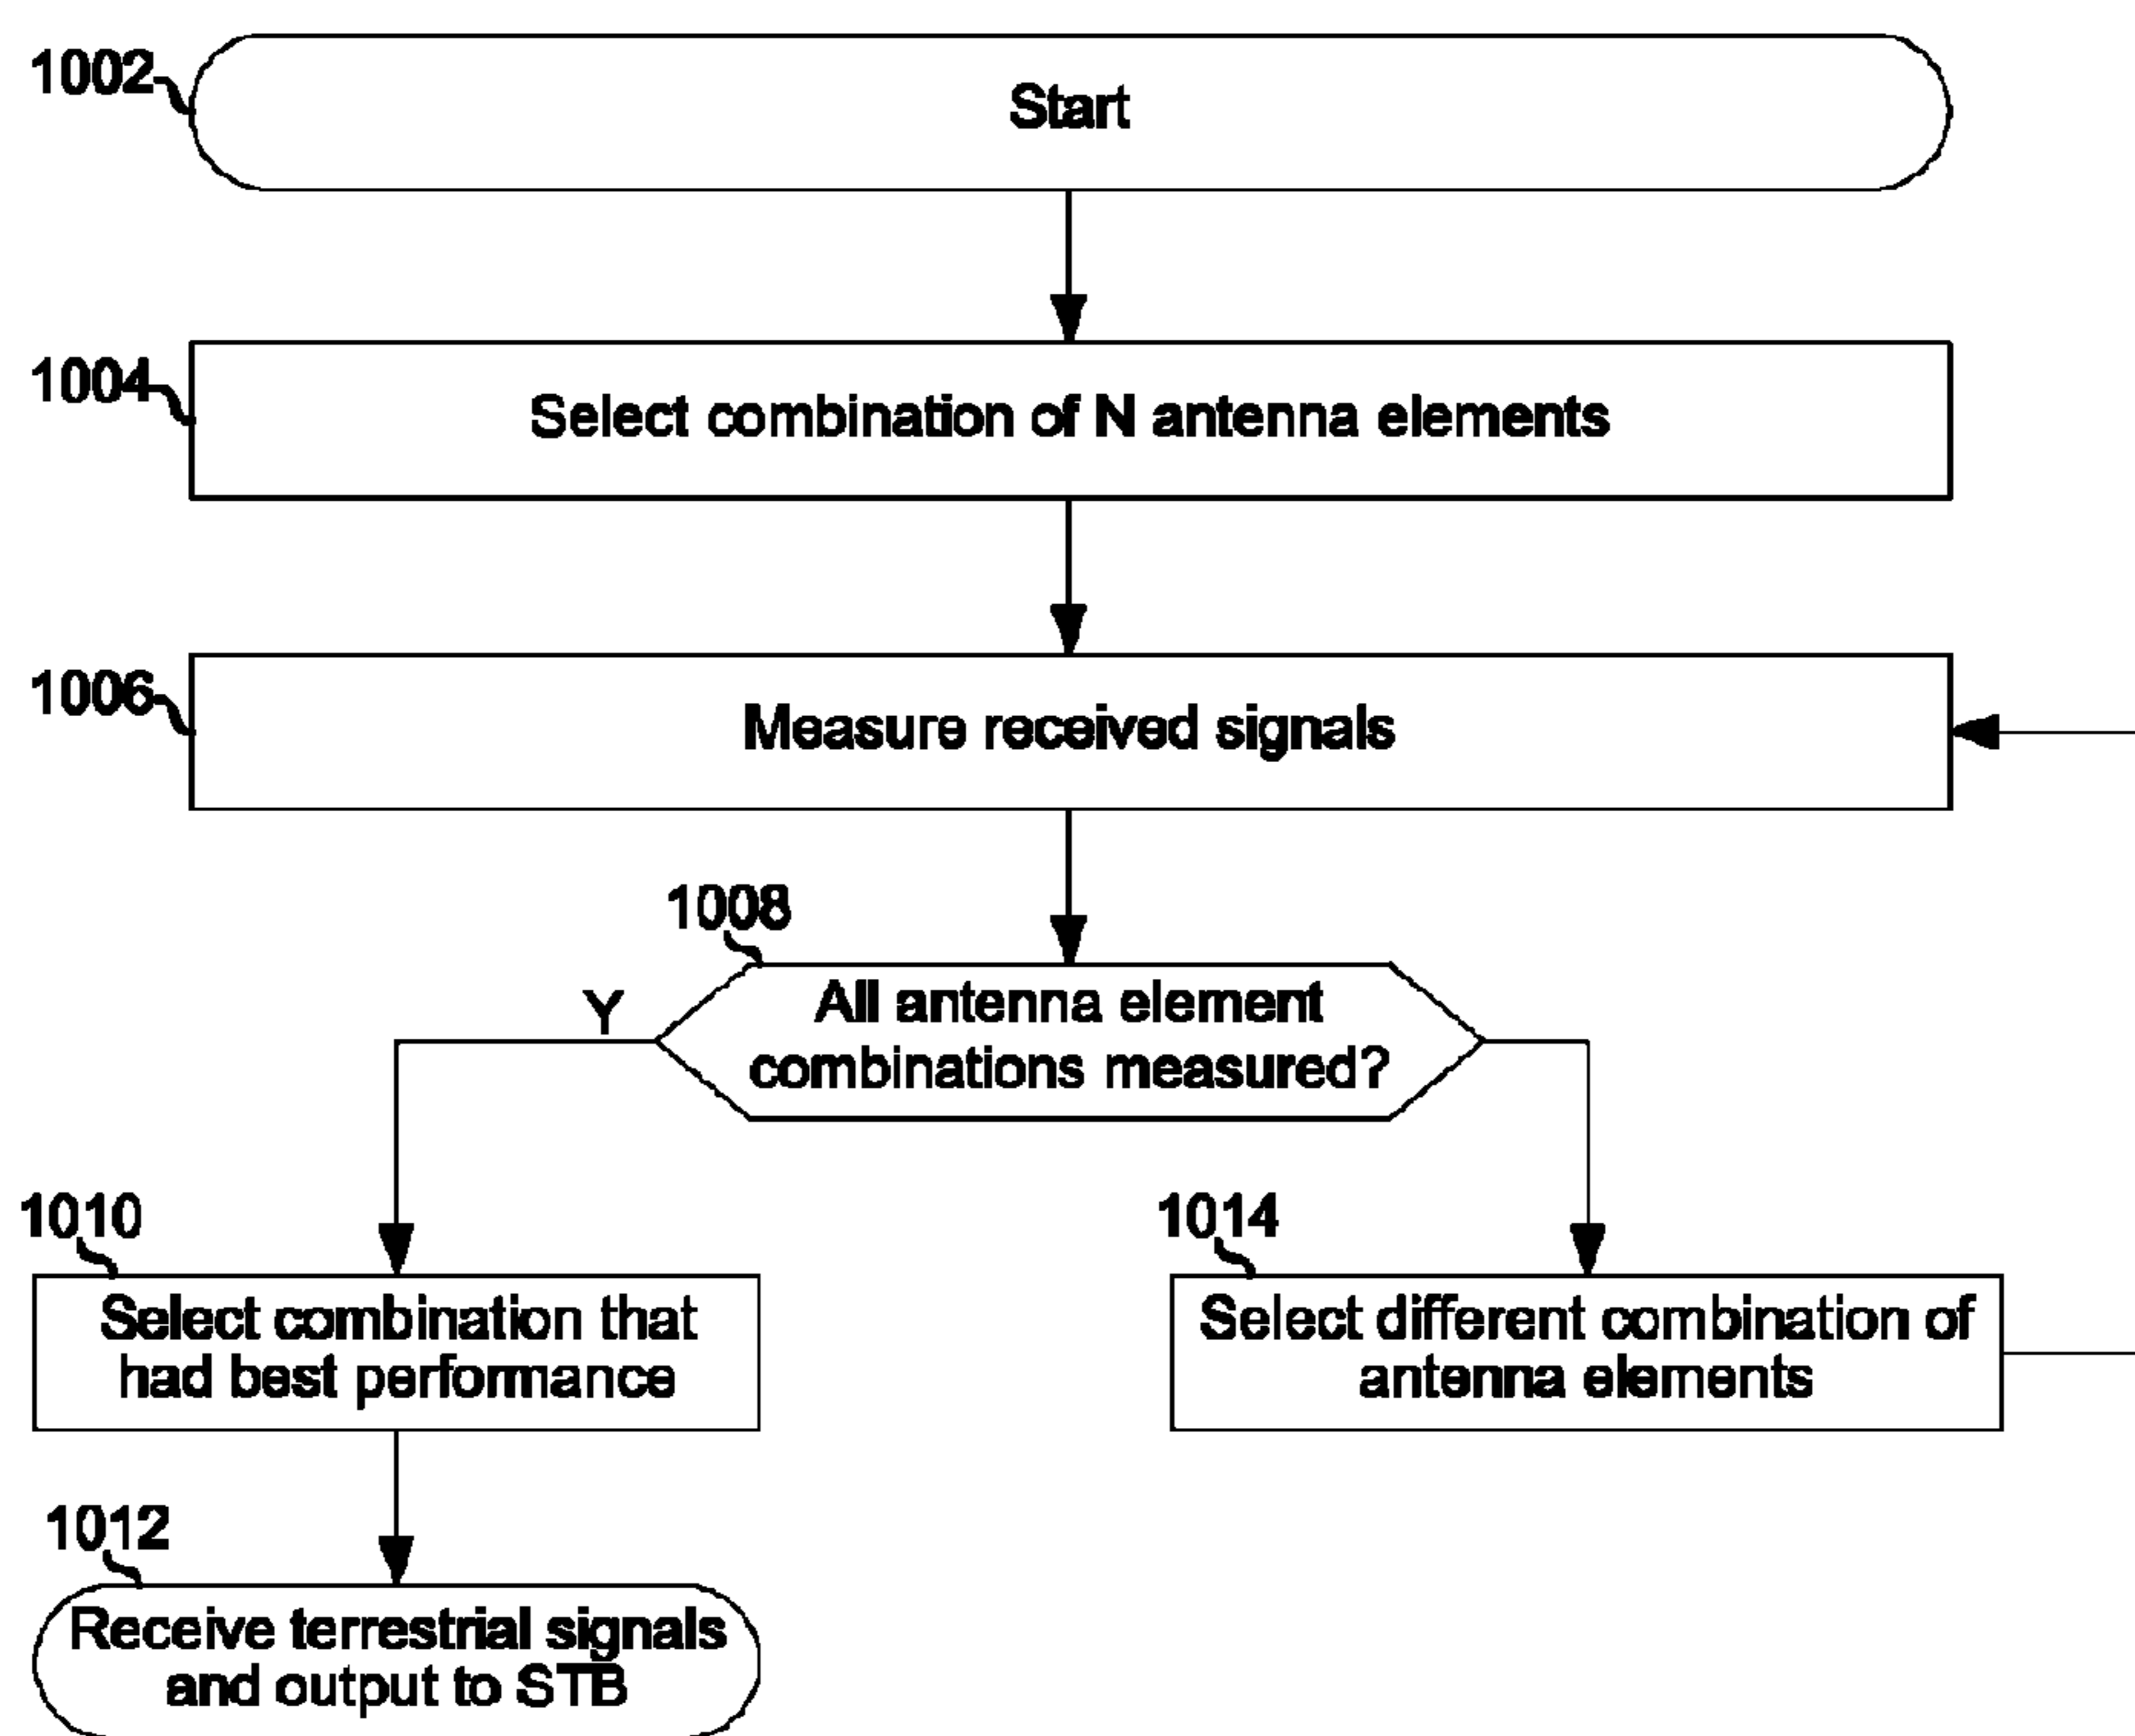 1002
Start
1004
Select combination of N antenna elements
1006
Measure received signals
1008
Y
All antenna element
combinations measured?
1010
Select combination that
had best performance
1014
Select different combination of
antenna elements
1012
Receive terrestrial signals
and output to STB